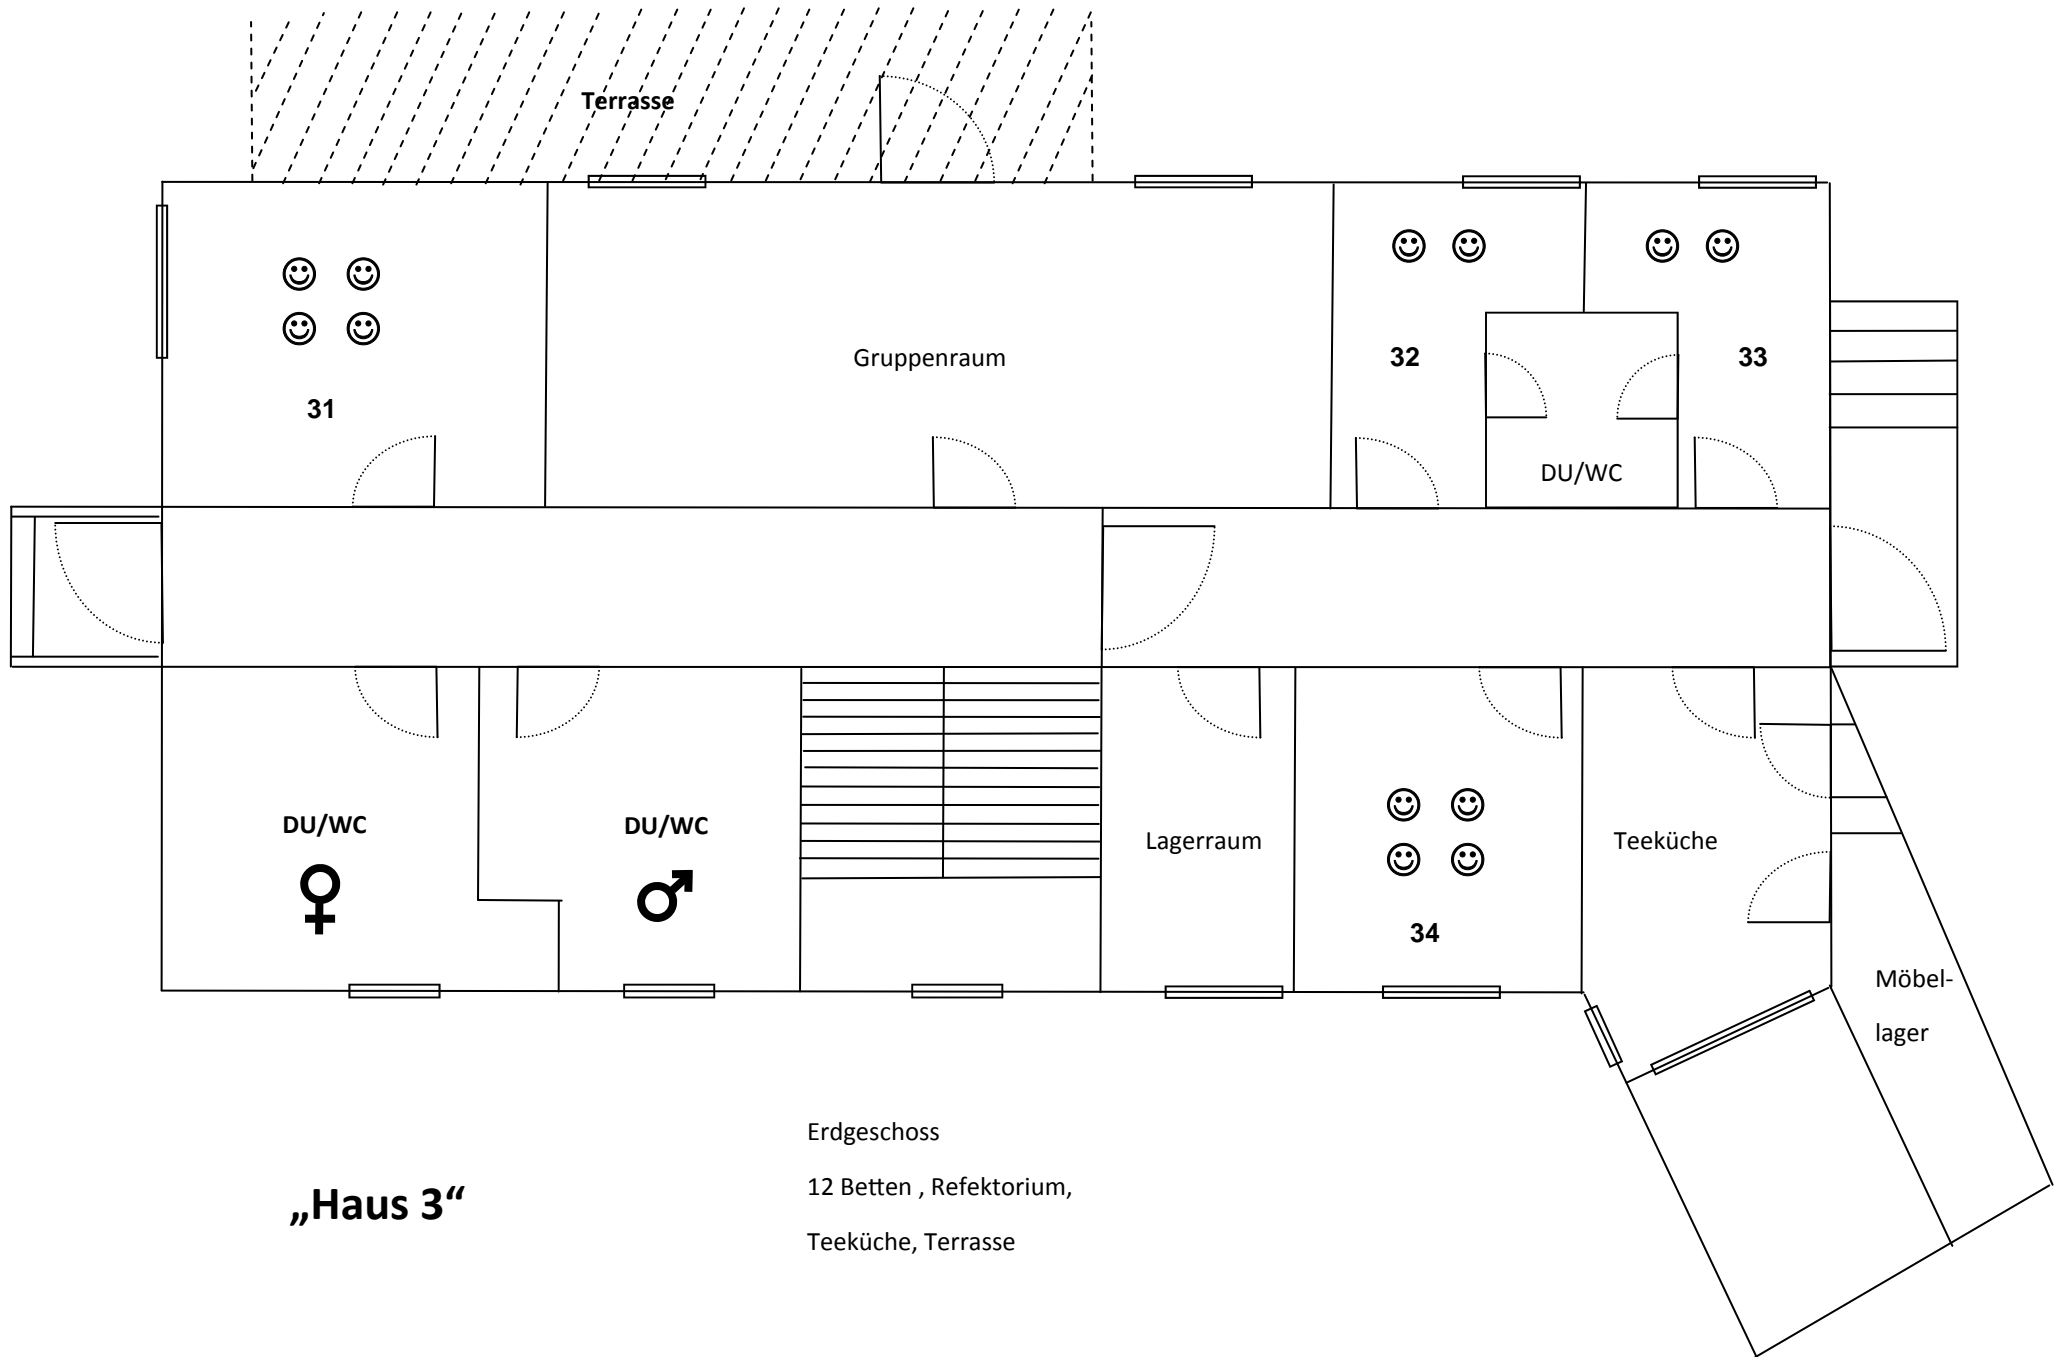 Terrasse
31
Gruppenraum
32
33
DU/WC
DU/WC
DU/WC
Lagerraum
34
Teeküche
Möbel-
lager
Erdgeschoss
12 Betten , Refektorium,
Teeküche, Terrasse
„Haus 3“